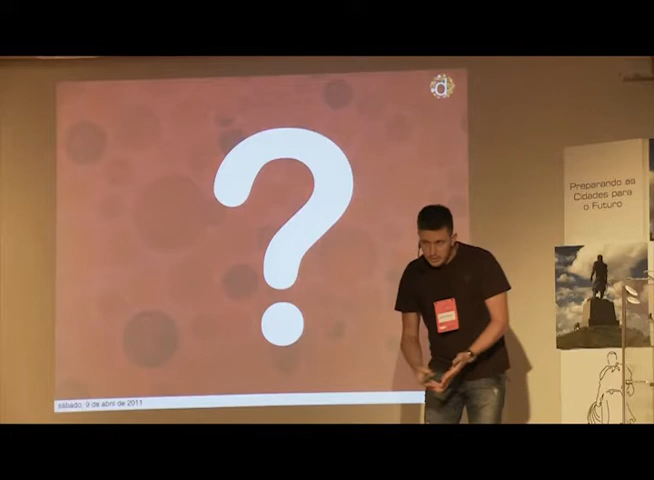 ?
d
Preparando as
Cidades para
o Futuro
sábado, 9 de abril de 2011